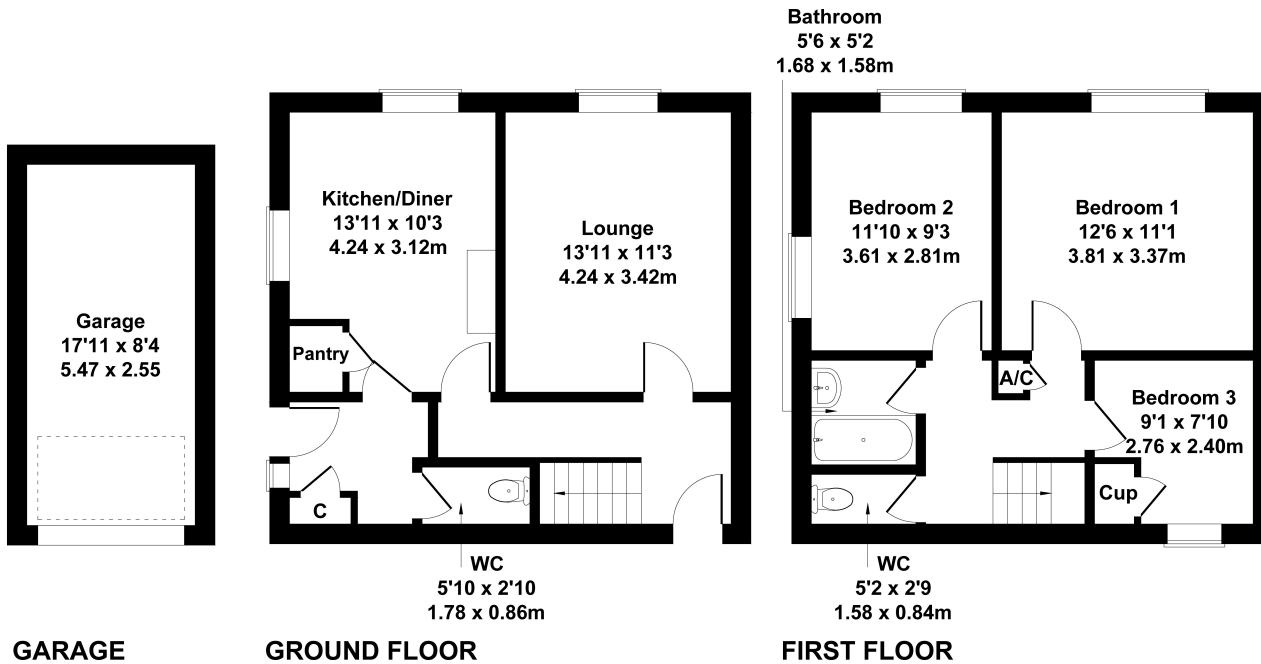 Bathroom
5'6 x 5'2
1.68 x 1.58m
Garage
17'11 x 8'4
5.47 x 2.55
Kitchen/Diner
13'11 x 10'3
4.24 x 3.12m
Lounge
13'11 x 11'3
4.24 x 3.42m
Pantry
C
WC
5'10 x 2'10
1.78 x 0.86m
Bedroom 2
11'10 x 9'3
3.61 x 2.81m
Bedroom 1
12'6 x 11'1
3.81 x 3.37m
A/C
Bedroom 3
9'1 x 7'10
2.76 x 2.40m
Cup
WC
5'2 x 2'9
1.58 x 0.84m
GARAGE
GROUND FLOOR
FIRST FLOOR